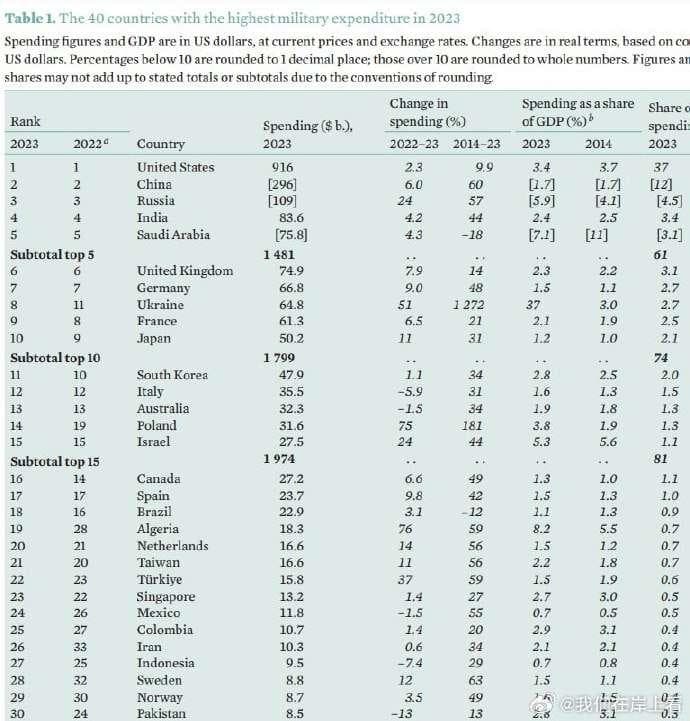 Table 1. The 40 countries with the highest military expenditure in 2023
Spending figures and GDP are in US dollars, at current prices and exchange rates. Changes are in real terms, based on
US dollars. Percentages below 10 are rounded to 1 decimal place; those over 10 are rounded to whole numbers. Figures
shares may not add up to stated totals or subtotals due to the conventions of rounding.
Change in Spending as a share Share
Rank Spending ($ b.), spending (%) of GDP (%)ᵇ
2023 2022ᵃ Country 2023 2022–23 2014–23 2023 2014 2023
1 1 United States 916 2.3 9.9 3.4 3.7 37
2 2 China [296] 6.0 60 [1.7] [1.7] [12]
3 3 Russia [109] 24 57 [5.9] [4.1] [4.5]
4 4 India 83.6 4.2 44 2.4 2.5 3.4
5 5 Saudi Arabia [75.8] 4.3 –18 [7.1] [11] [3.1]
Subtotal top 5 1 481 . . . . . . . . 61
6 6 United Kingdom 74.9 7.9 14 2.3 2.2 3.1
7 7 Germany 66.8 9.0 48 1.5 1.1 2.7
8 11 Ukraine 64.8 51 1 272 37 3.0 2.7
9 8 France 61.3 6.5 21 2.1 1.9 2.5
10 9 Japan 50.2 11 31 1.2 1.0 2.1
Subtotal top 10 1 799 . . . . . . . . 74
11 10 South Korea 47.9 1.1 34 2.8 2.5 2.0
12 12 Italy 35.5 –5.9 31 1.6 1.3 1.5
13 13 Australia 32.3 –1.5 34 1.9 1.8 1.3
14 19 Poland 31.6 75 181 3.8 1.9 1.3
15 15 Israel 27.5 24 44 5.3 5.6 1.1
Subtotal top 15 1 974 . . . . . . . . 81
16 14 Canada 27.2 6.6 49 1.3 1.0 1.1
17 17 Spain 23.7 9.8 42 1.5 1.3 1.0
18 16 Brazil 22.9 3.1 –12 1.1 1.3 0.9
19 28 Algeria 18.3 76 59 8.2 5.5 0.7
20 21 Netherlands 16.6 14 56 1.5 1.2 0.7
21 20 Taiwan 16.6 11 56 2.2 1.8 0.7
22 23 Türkiye 15.8 37 59 1.5 1.9 0.6
23 22 Singapore 13.2 1.4 27 2.7 3.0 0.5
24 26 Mexico 11.8 –1.5 55 0.7 0.5 0.5
25 27 Colombia 10.7 1.4 20 2.9 3.1 0.4
26 33 Iran 10.3 0.6 34 2.1 2.1 0.4
27 25 Indonesia 9.5 –7.4 29 0.7 0.8 0.4
28 32 Sweden 8.8 12 63 1.5 1.1 0.4
29 30 Norway 8.7 3.5 49 1.6 1.5 0.4
30 24 Pakistan 8.5 –13 13 2.8 3.1 0.3
@我们在岸上看